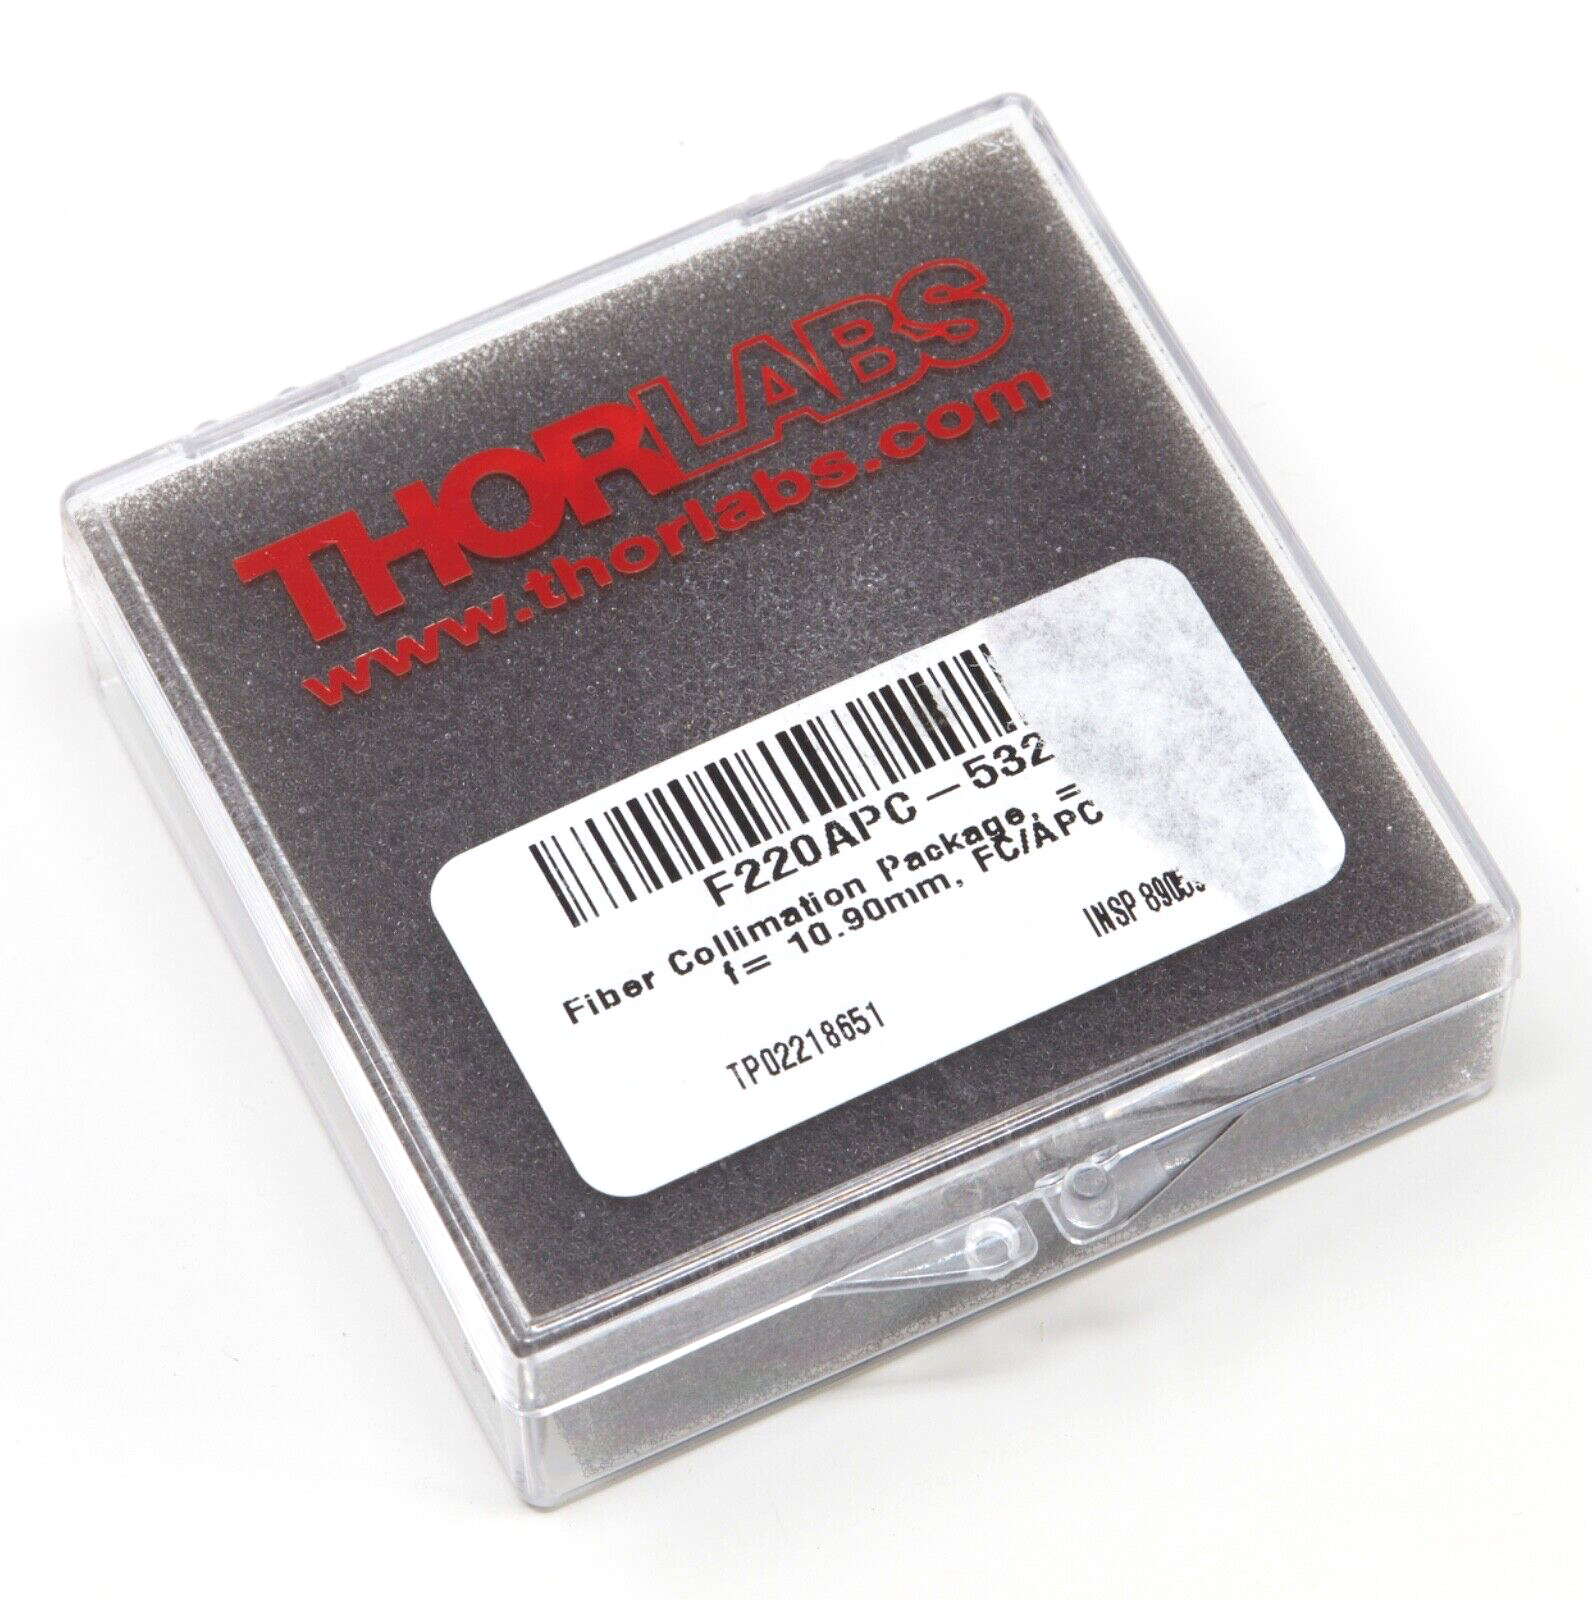 THORLABS
www.thorlabs.com
F220APC-532
Fiber Collimation Package, =
f= 10.90mm, FC/APC
INSP
TP02218651